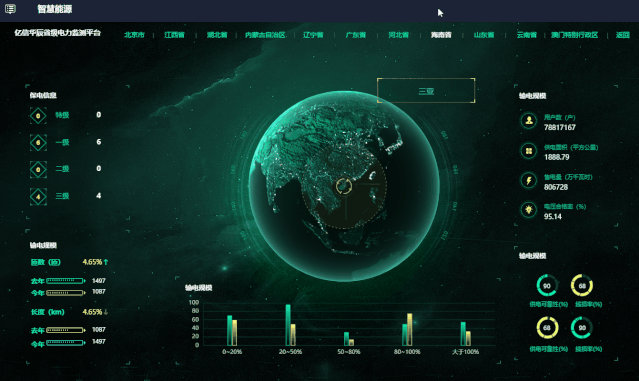 智慧能源
亿信华辰省级电力监测平台
北京市 | 江西省 | 湖北省 | 内蒙古自治区 | 辽宁省 | 广东省 | 河北省 | 海南省 | 山东省 | 云南省 | 澳门特别行政区 | 返回
三亚
保电信息
0 特级 0
6 一级 6
0 二级 0
4 三级 4
输电规模
4.65%↑
去年 1497
今年 1087
长度（km） 4.65%↓
去年 1087
今年 1497
输电规模
100
80
60
40
20
0
0~20%
20~50%
50~80%
80~100%
大于100%
输电规模
用户数（户）
78817167
供电面积（平方公里）
1888.79
售电量（万千瓦时）
806728
电压合格率（%）
95.14
输电规模
90
68
供电可靠性(%)
线损率(%)
68
90
供电可靠性(%)
线损率(%)